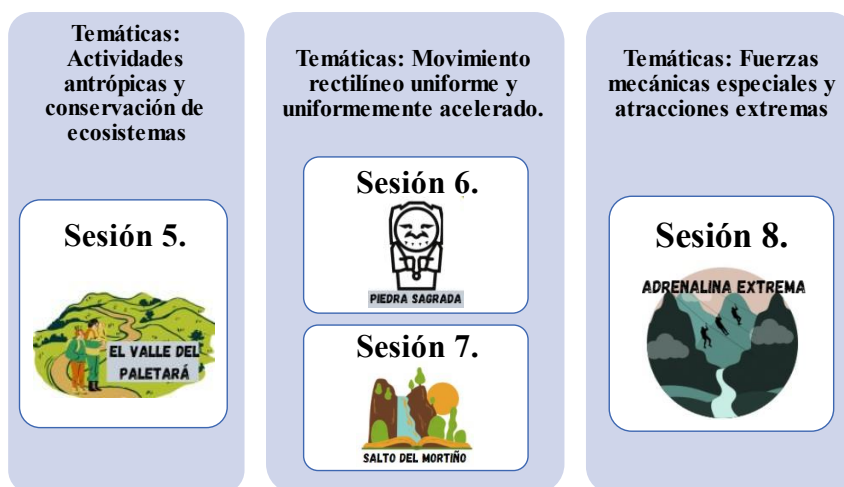 Temáticas:
Actividades
antrópicas y
conservación de
ecosistemas
Sesión 5.
EL VALLE DEL
PALETARÁ
Temáticas: Movimiento
rectilíneo uniforme y
uniformemente acelerado.
Sesión 6.
PIEDRA SAGRADA
Sesión 7.
SALTO DEL MORTIÑO
Temáticas: Fuerzas
mecánicas especiales y
atracciones extremas
Sesión 8.
ADRENALINA EXTREMA